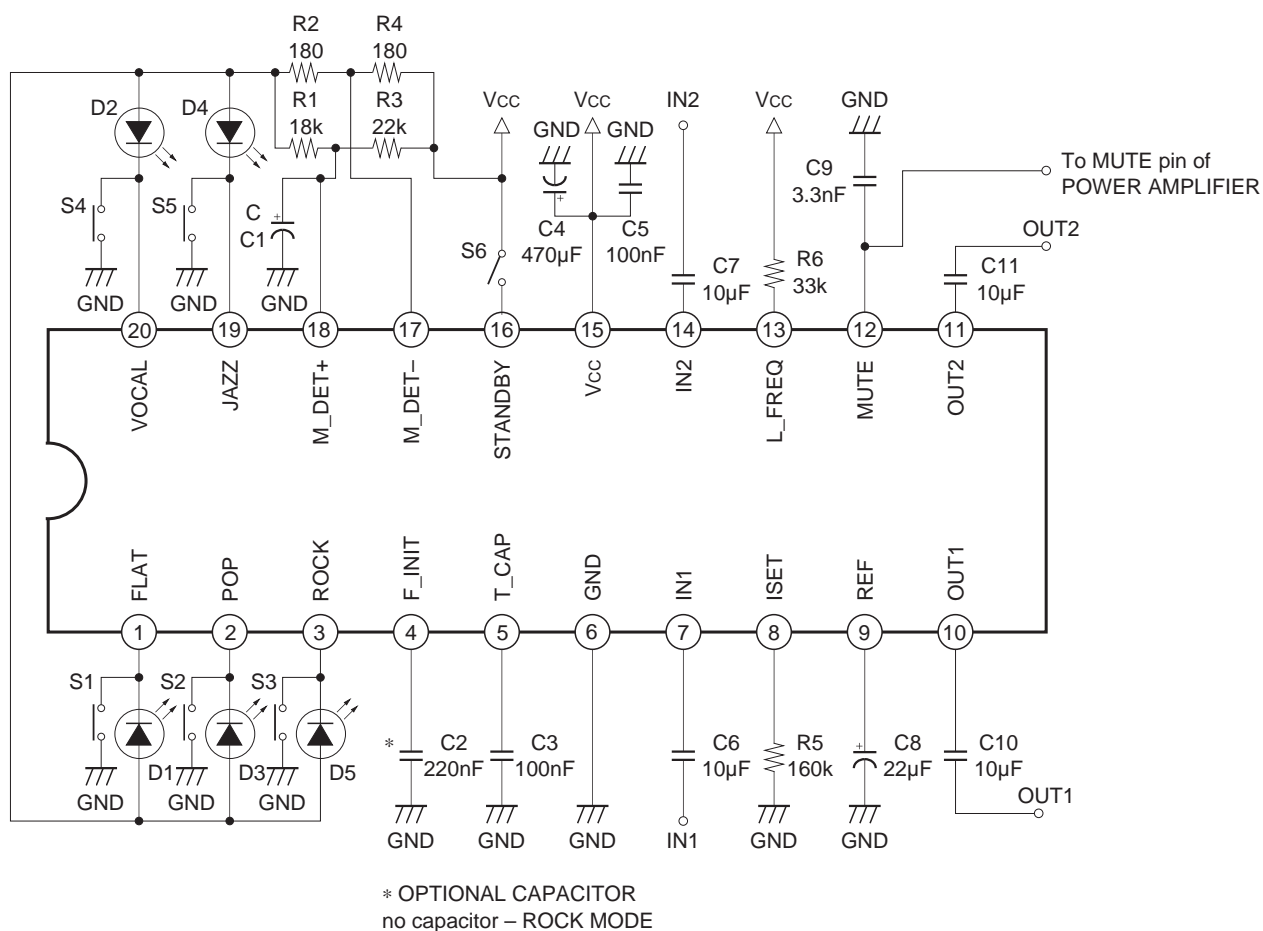 R2
180
R4
180
R1
18k
R3
22k
D2
D4
S4
S5
GND
GND
C
+
C1
GND
VCC
S6
VCC
GND
GND
+
C4
470µF
C5
100nF
IN2
C7
10µF
VCC
R6
33k
GND
C9
3.3nF
To MUTE pin of
POWER AMPLIFIER
OUT2
C11
10µF
20
19
18
17
16
15
14
13
12
11
VOCAL
JAZZ
M_DET+
M_DET–
STANDBY
VCC
IN2
L_FREQ
MUTE
OUT2
FLAT
POP
ROCK
F_INIT
T_CAP
GND
IN1
ISET
REF
OUT1
1
2
3
4
5
6
7
8
9
10
S1
S2
S3
D1
D3
D5
GND
GND
GND
*
C2
220nF
GND
C3
100nF
GND
GND
C6
10µF
IN1
R5
160k
GND
+
C8
22µF
GND
C10
10µF
OUT1
* OPTIONAL CAPACITOR
no capacitor – ROCK MODE